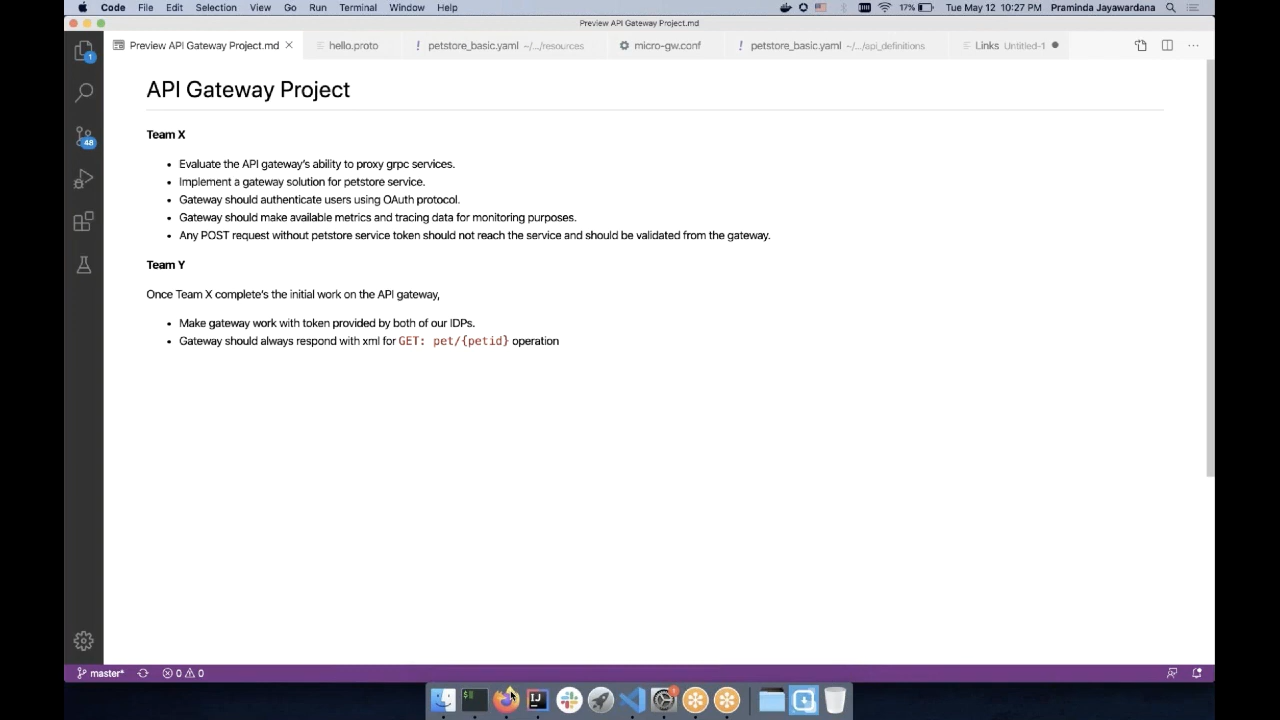 Code File Edit Selection View Go Run Terminal Window Help 17% Tue May 12 10:27 PM Praminda Jayawardana
Preview API Gateway Project.md
Preview API Gateway Project.md hello.proto ! petstore_basic.yaml ~/.../resources micro-gw.conf ! petstore_basic.yaml ~/.../api_definitions Links Untitled-1
1
48
API Gateway Project
Team X
• Evaluate the API gateway's ability to proxy grpc services.
• Implement a gateway solution for petstore service.
• Gateway should authenticate users using OAuth protocol.
• Gateway should make available metrics and tracing data for monitoring purposes.
• Any POST request without petstore service token should not reach the service and should be validated from the gateway.
Team Y
Once Team X complete's the initial work on the API gateway,
• Make gateway work with token provided by both of our IDPs.
• Gateway should always respond with xml for GET: pet/{petid} operation
master* 0 0
$ IJ 1